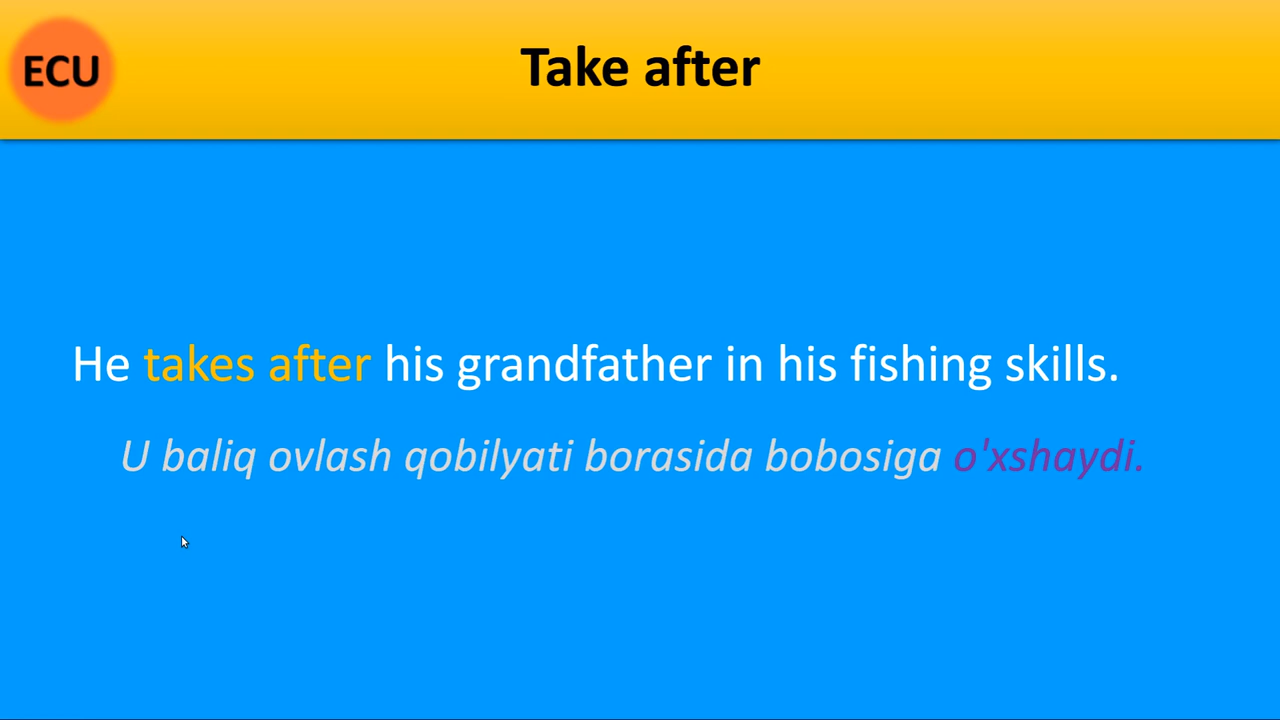 ECU
Take after
He takes after his grandfather in his fishing skills.
U baliq ovlash qobilyati borasida bobosiga o'xshaydi.